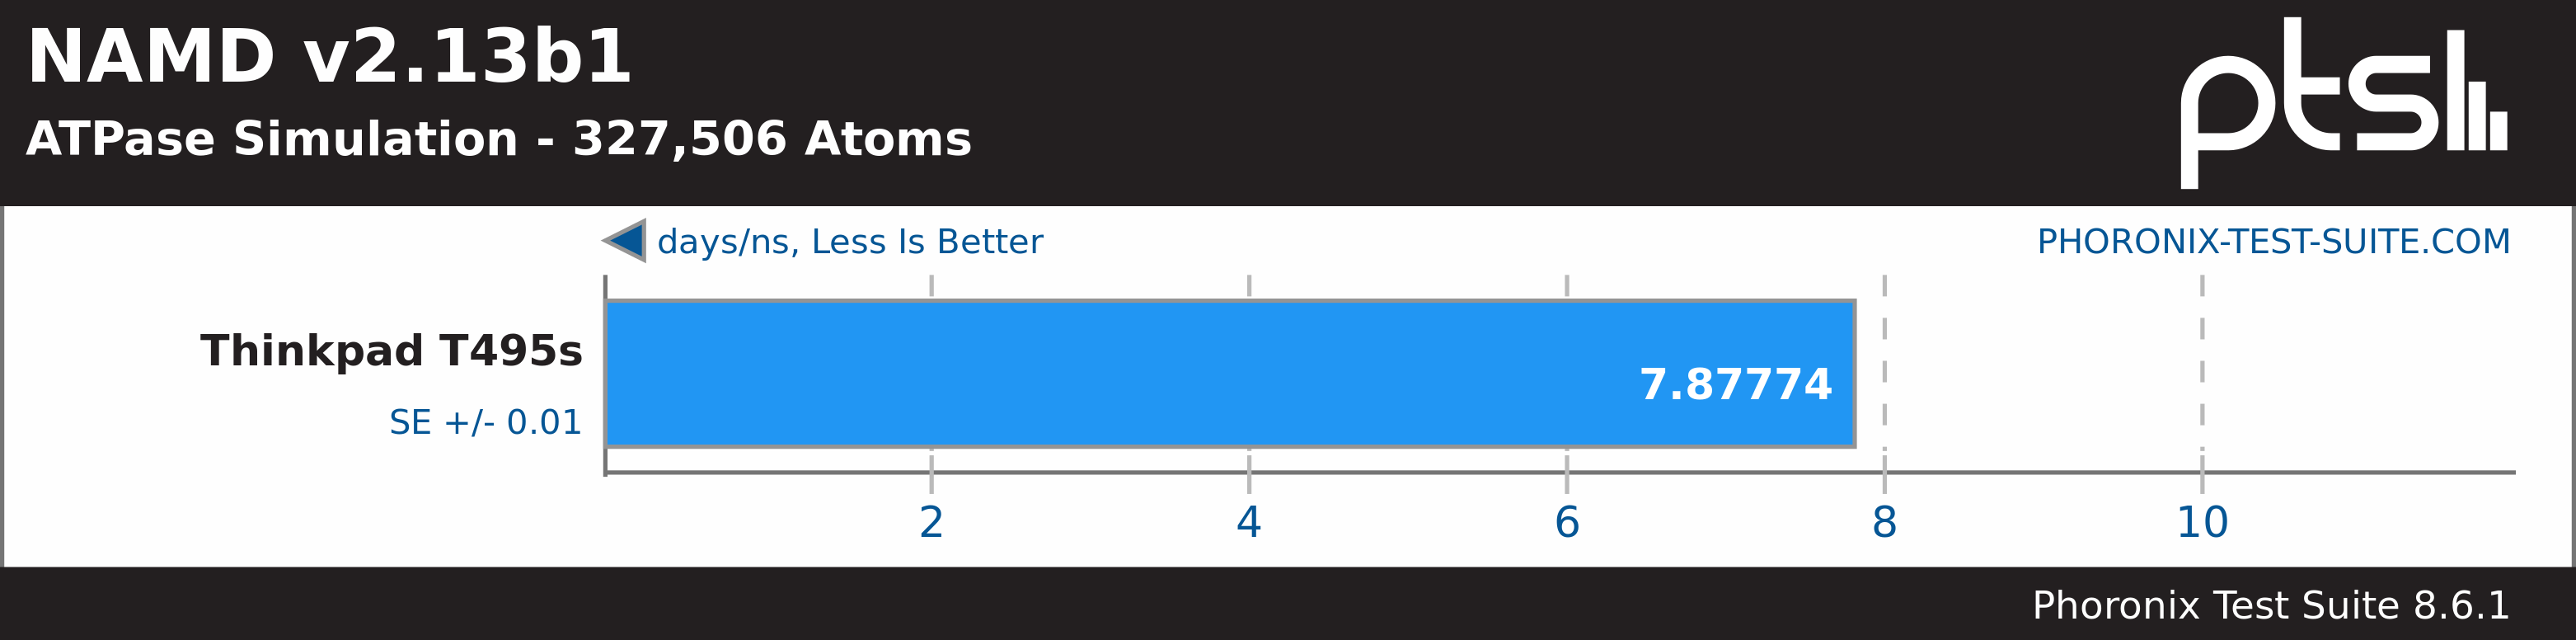 NAMD v2.13b1
ATPase Simulation - 327,506 Atoms
ptsl
days/ns, Less Is Better
PHORONIX-TEST-SUITE.COM
Thinkpad T495s
7.87774
SE +/- 0.01
2 4 6 8 10
Phoronix Test Suite 8.6.1